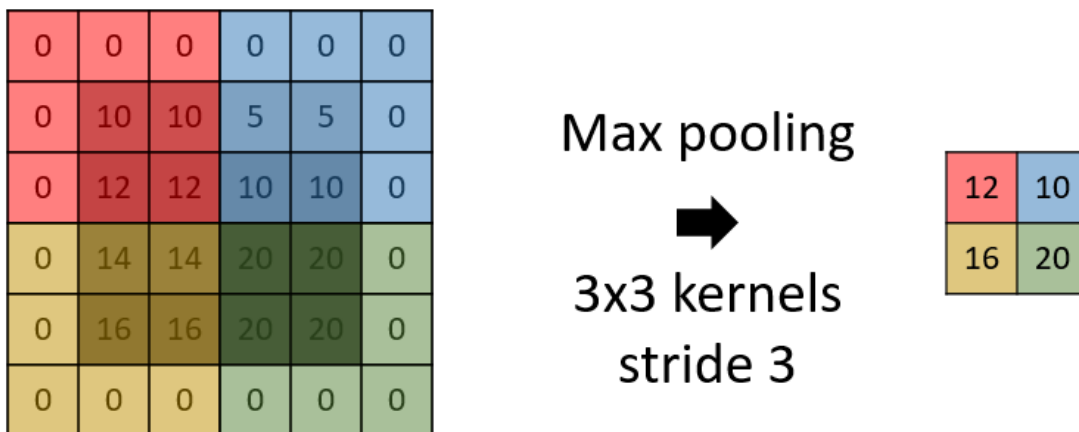 0 0 0 0 0 0
0 10 10 5 5 0
0 12 12 10 10 0
0 14 14 20 20 0
0 16 16 20 20 0
0 0 0 0 0 0
Max pooling
3x3 kernels
stride 3
12 10
16 20